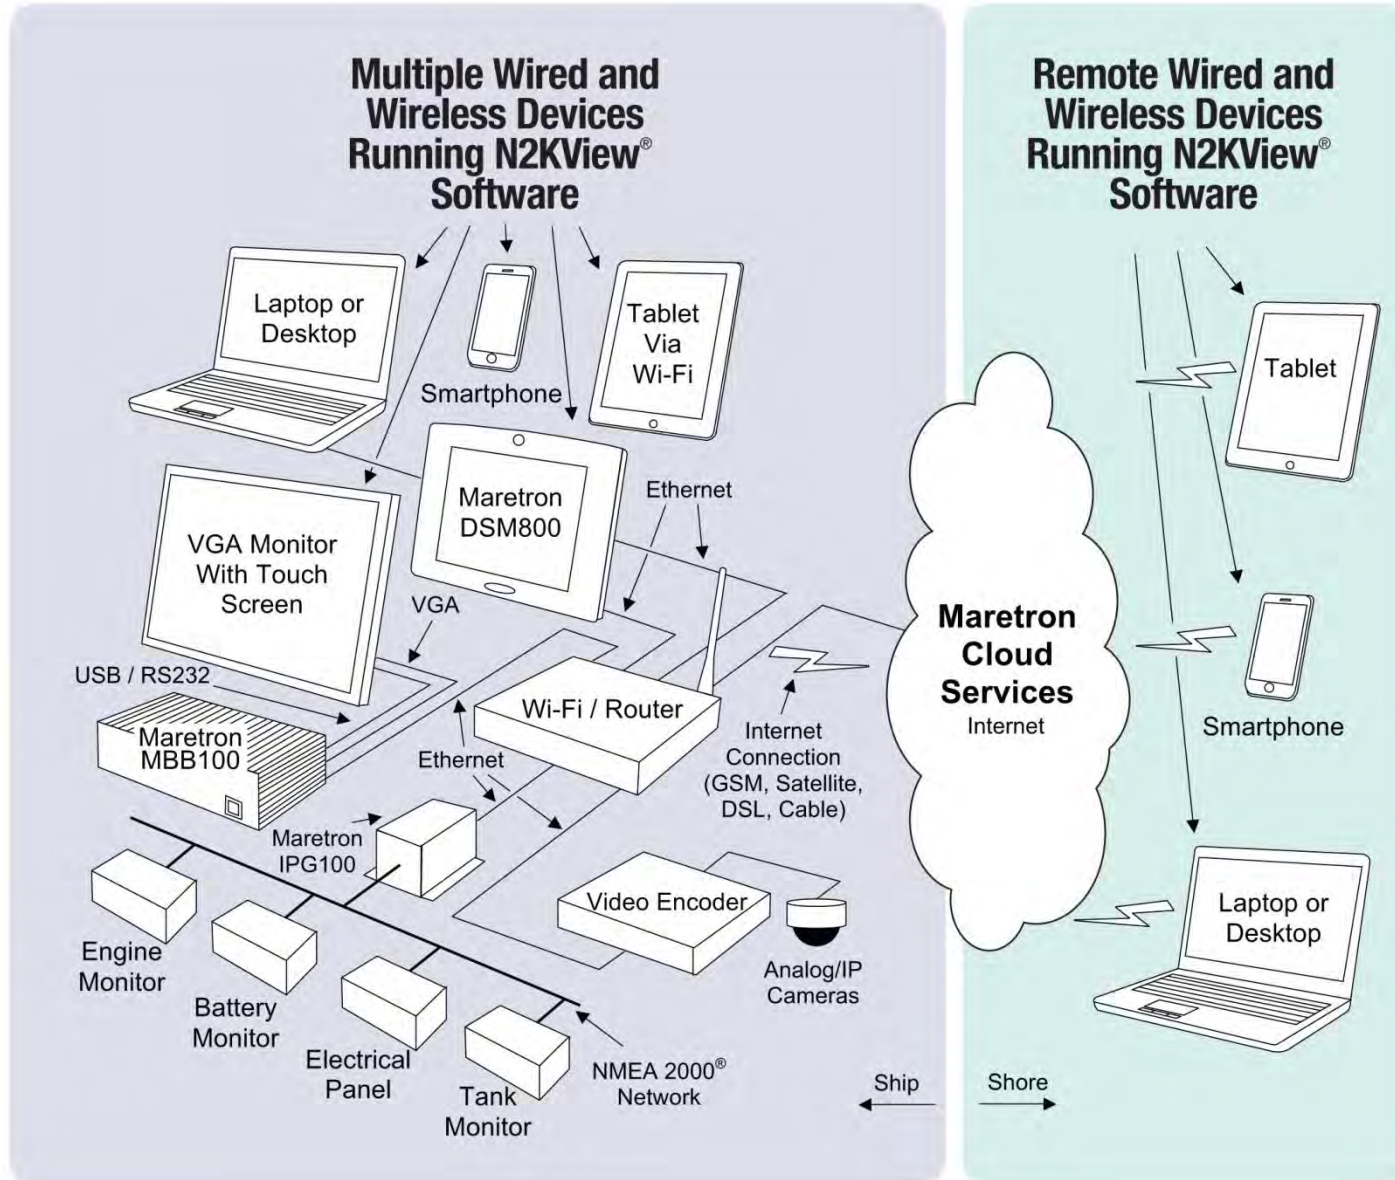 Multiple Wired and
Wireless Devices
Running N2KView®
Software
Remote Wired and
Wireless Devices
Running N2KView®
Software
Laptop or
Desktop
Smartphone
Tablet
Via
Wi-Fi
Tablet
Maretron
DSM800
Ethernet
VGA Monitor
With Touch
Screen
VGA
USB / RS232
Maretron
MBB100
Wi-Fi / Router
Ethernet
Internet
Connection
(GSM, Satellite,
DSL, Cable)
Maretron
Cloud
Services
Internet
Smartphone
Maretron
IPG100
Video Encoder
Analog/IP
Cameras
Laptop or
Desktop
Engine
Monitor
Battery
Monitor
Electrical
Panel
Tank
Monitor
NMEA 2000®
Network
Ship
Shore